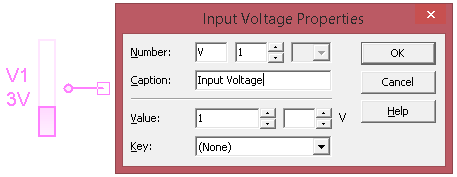 Input Voltage Properties
V1
3V
Number: V 1
OK
Caption: Input Voltage
Cancel
Value: 1 V
Help
Key: (None)